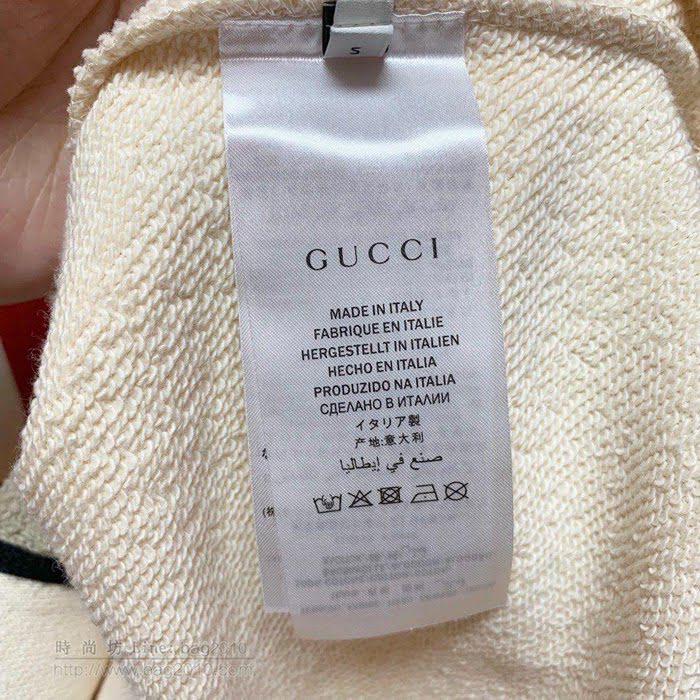 S
GUCCI
MADE IN ITALY
FABRIQUE EN ITALIE
HERGESTELLT IN ITALIEN
HECHO EN ITALIA
PRODUZIDO NA ITALIA
СДЕЛАНО В ИТАЛИИ
イタリア製
产地:意大利
صنع في إيطاليا
時尚坊 Line: bag2010
http://www.bag2010.com/